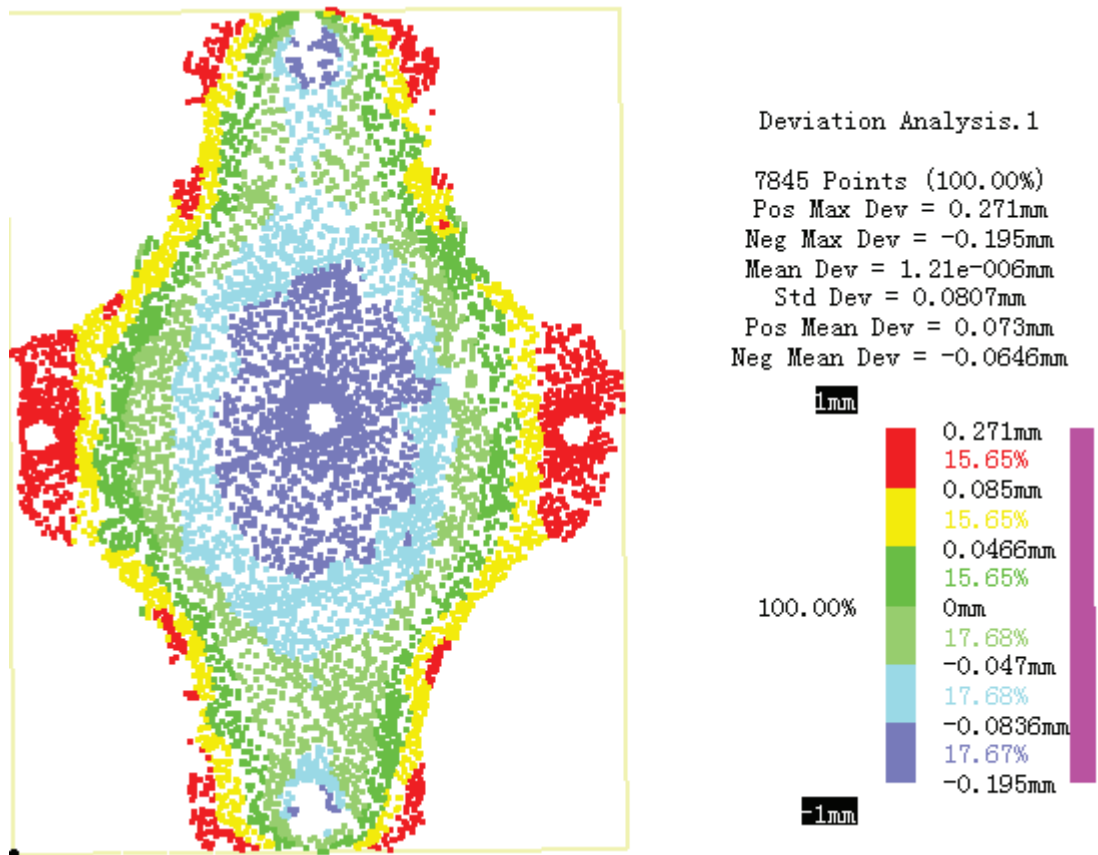 Deviation Analysis.1
7845 Points (100.00%)
Pos Max Dev = 0.271mm
Neg Max Dev = -0.195mm
Mean Dev = 1.21e-006mm
Std Dev = 0.0807mm
Pos Mean Dev = 0.073mm
Neg Mean Dev = -0.0646mm
1mm
0.271mm
15.65%
0.085mm
15.65%
0.0466mm
15.65%
100.00% 0mm
17.68%
-0.047mm
17.68%
-0.0836mm
17.67%
-0.195mm
-1mm